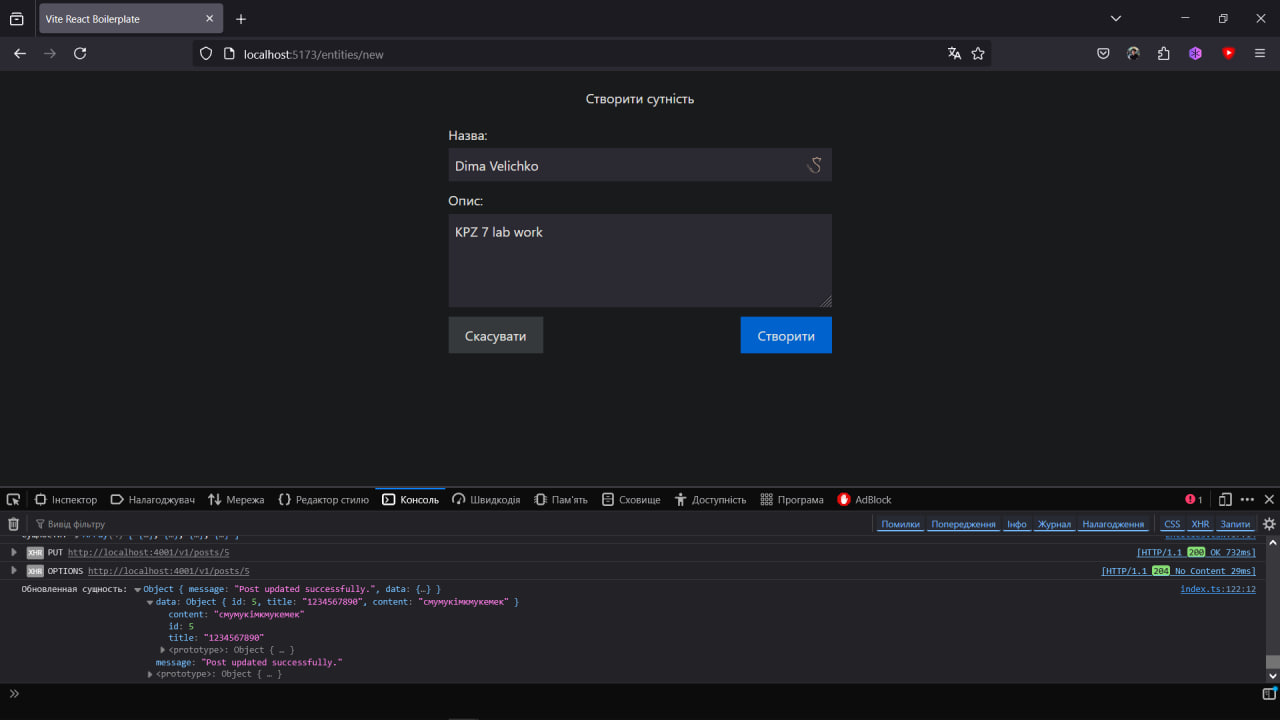 Vite React Boilerplate
localhost:5173/entities/new
Створити сутність
Назва:
Dima Velichko
Опис:
KPZ 7 lab work
Скасувати
Створити
Інспектор
Налагоджувач
Мережа
Редактор стилю
Консоль
Швидкодія
Пам'ять
Сховище
Доступність
Програма
AdBlock
1
Вивід фільтру
Помилки
Попередження
Інфо
Журнал
Налагодження
CSS
XHR
Запити
XHR PUT http://localhost:4001/v1/posts/5
[HTTP/1.1 200 OK 732ms]
XHR OPTIONS http://localhost:4001/v1/posts/5
[HTTP/1.1 204 No Content 29ms]
Обновленная сущность: Object { message: "Post updated successfully.", data: {…} }
index.ts:122:12
data: Object { id: 5, title: "1234567890", content: "смумукімкмукемек" }
content: "смумукімкмукемек"
id: 5
title: "1234567890"
<prototype>: Object { … }
message: "Post updated successfully."
<prototype>: Object { … }